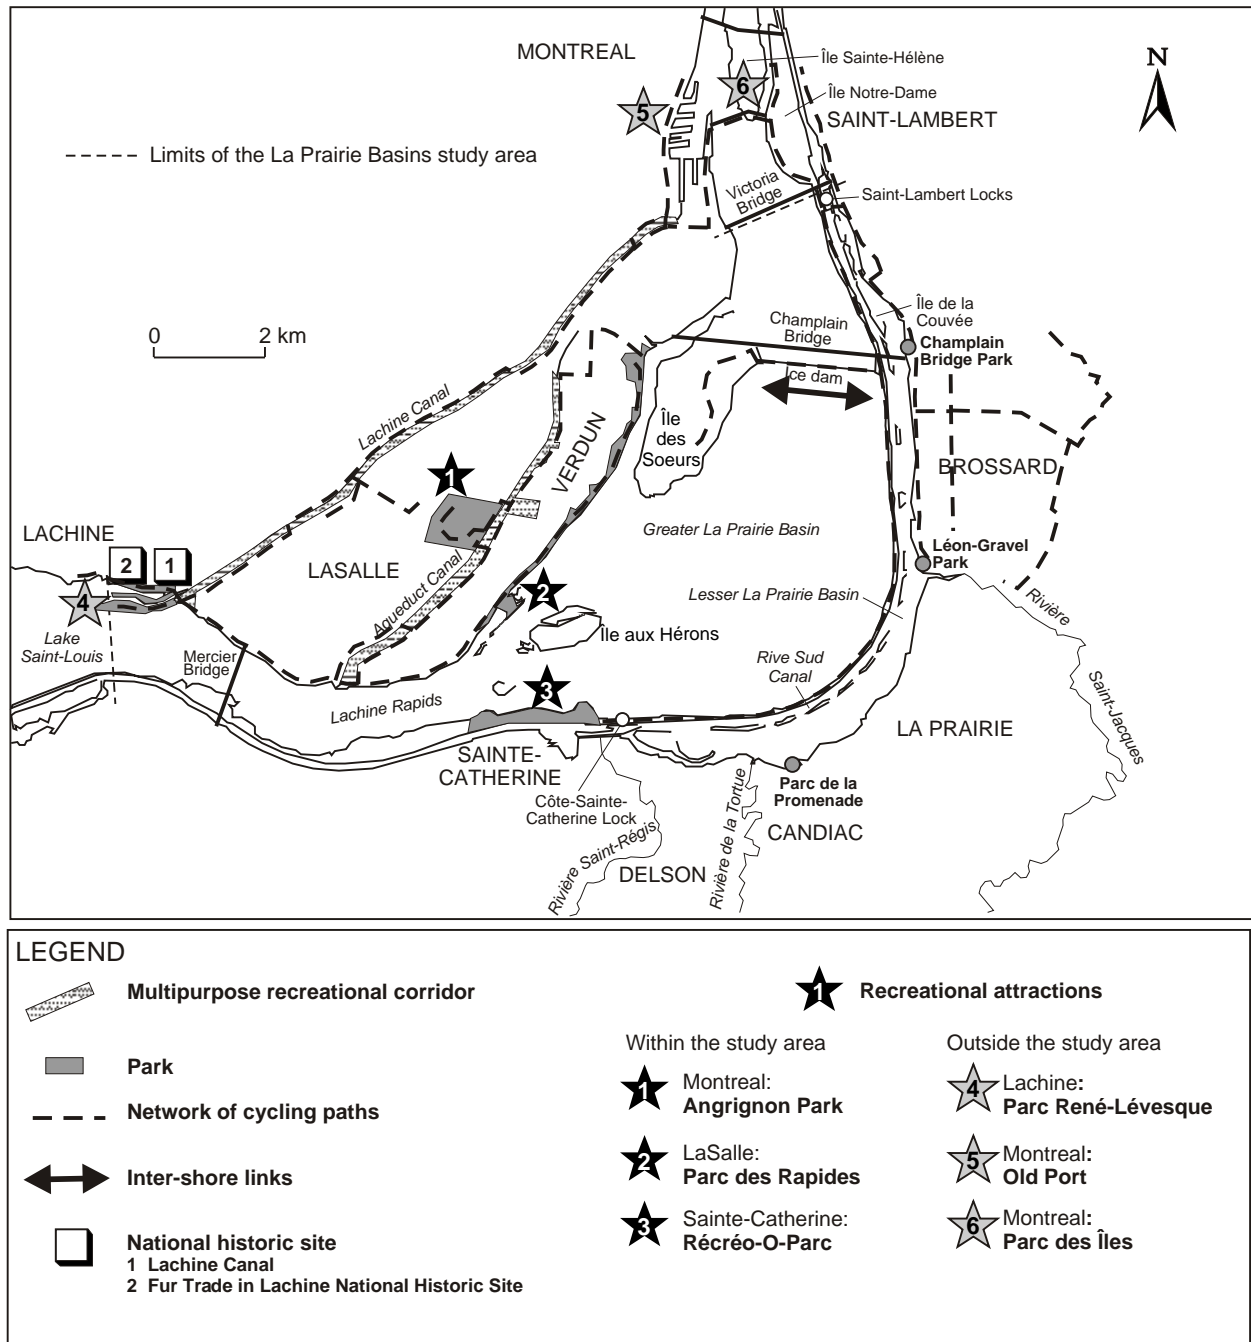 MONTREAL
Île Sainte-Hélène
N
6
Île Notre-Dame
5
SAINT-LAMBERT
Limits of the La Prairie Basins study area
Victoria
Bridge
Saint-Lambert Locks
Île de la
Couvée
0
2 km
Champlain
Bridge
Champlain
Bridge Park
Ice dam
Lachine Canal
Île
des
Soeurs
VERDUN
BROSSARD
1
Greater La Prairie Basin
LACHINE
Léon-Gravel
Park
2
1
LASALLE
Aqueduct Canal
2
Lesser La Prairie Basin
4
Rivière
Saint-Jacques
Lake
Saint-Louis
Île aux Hérons
Mercier
Bridge
Rive Sud
Canal
3
Lachine Rapids
LA PRAIRIE
SAINTE-
CATHERINE
Côte-Sainte-
Catherine Lock
Parc de la
Promenade
Rivière Saint-Régis
Rivière de la Tortue
CANDIAC
DELSON
LEGEND
Multipurpose recreational corridor
Park
Network of cycling paths
Inter-shore links
National historic site
1 Lachine Canal
2 Fur Trade in Lachine National Historic Site
1
Recreational attractions
Within the study area
1
Montreal:
Angrignon Park
2
LaSalle:
Parc des Rapides
3
Sainte-Catherine:
Récréo-O-Parc
Outside the study area
4
Lachine:
Parc René-Lévesque
5
Montreal:
Old Port
6
Montreal:
Parc des Îles